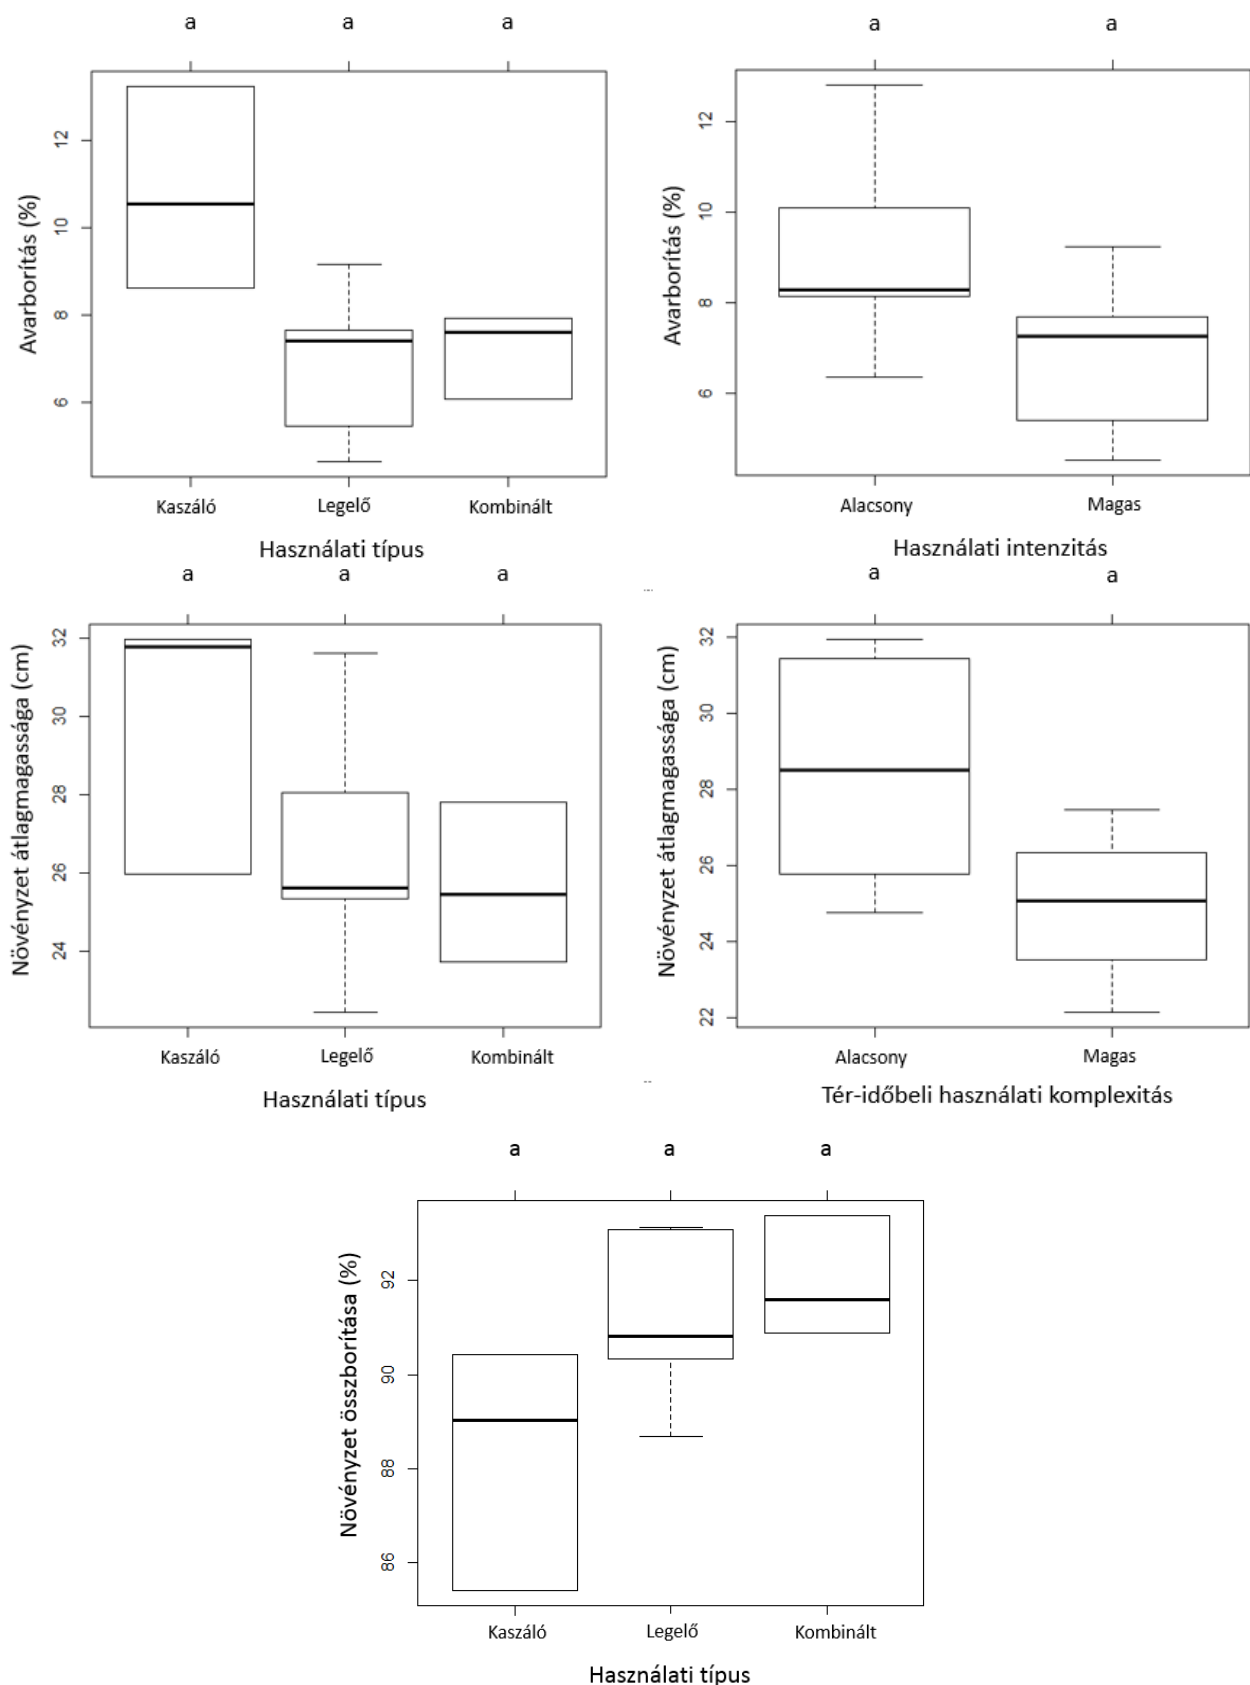 a a a
Avarborítás (%)
12
10
8
6
Kaszáló Legelő Kombinált
Használati típus
a a
Avarborítás (%)
12
10
8
6
Alacsony Magas
Használati intenzitás
a a a
Növényzet átlagmagassága (cm)
32
30
28
26
24
Kaszáló Legelő Kombinált
Használati típus
a a
Növényzet átlagmagassága (cm)
32
30
28
26
24
22
Alacsony Magas
Tér-időbeli használati komplexitás
a a a
Növényzet összborítása (%)
92
90
88
86
Kaszáló Legelő Kombinált
Használati típus